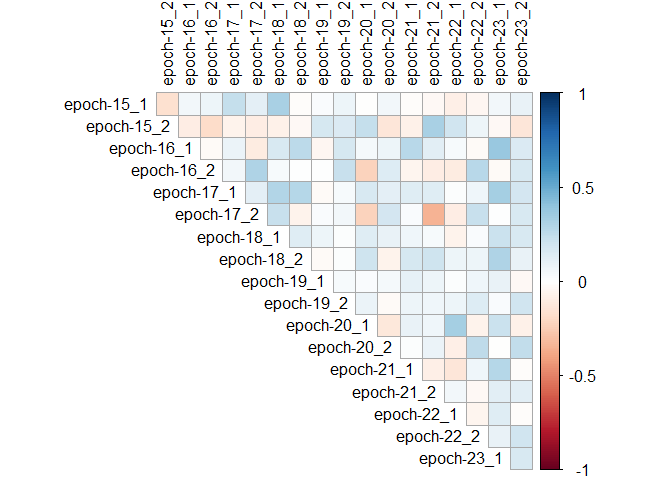 epoch-15_2
epoch-16_1
epoch-16_2
epoch-17_1
epoch-17_2
epoch-18_1
epoch-18_2
epoch-19_1
epoch-19_2
epoch-20_1
epoch-20_2
epoch-21_1
epoch-21_2
epoch-22_1
epoch-22_2
epoch-23_1
epoch-23_2
epoch-15_1
epoch-15_2
epoch-16_1
epoch-16_2
epoch-17_1
epoch-17_2
epoch-18_1
epoch-18_2
epoch-19_1
epoch-19_2
epoch-20_1
epoch-20_2
epoch-21_1
epoch-21_2
epoch-22_1
epoch-22_2
epoch-23_1
1
0.5
0
-0.5
-1